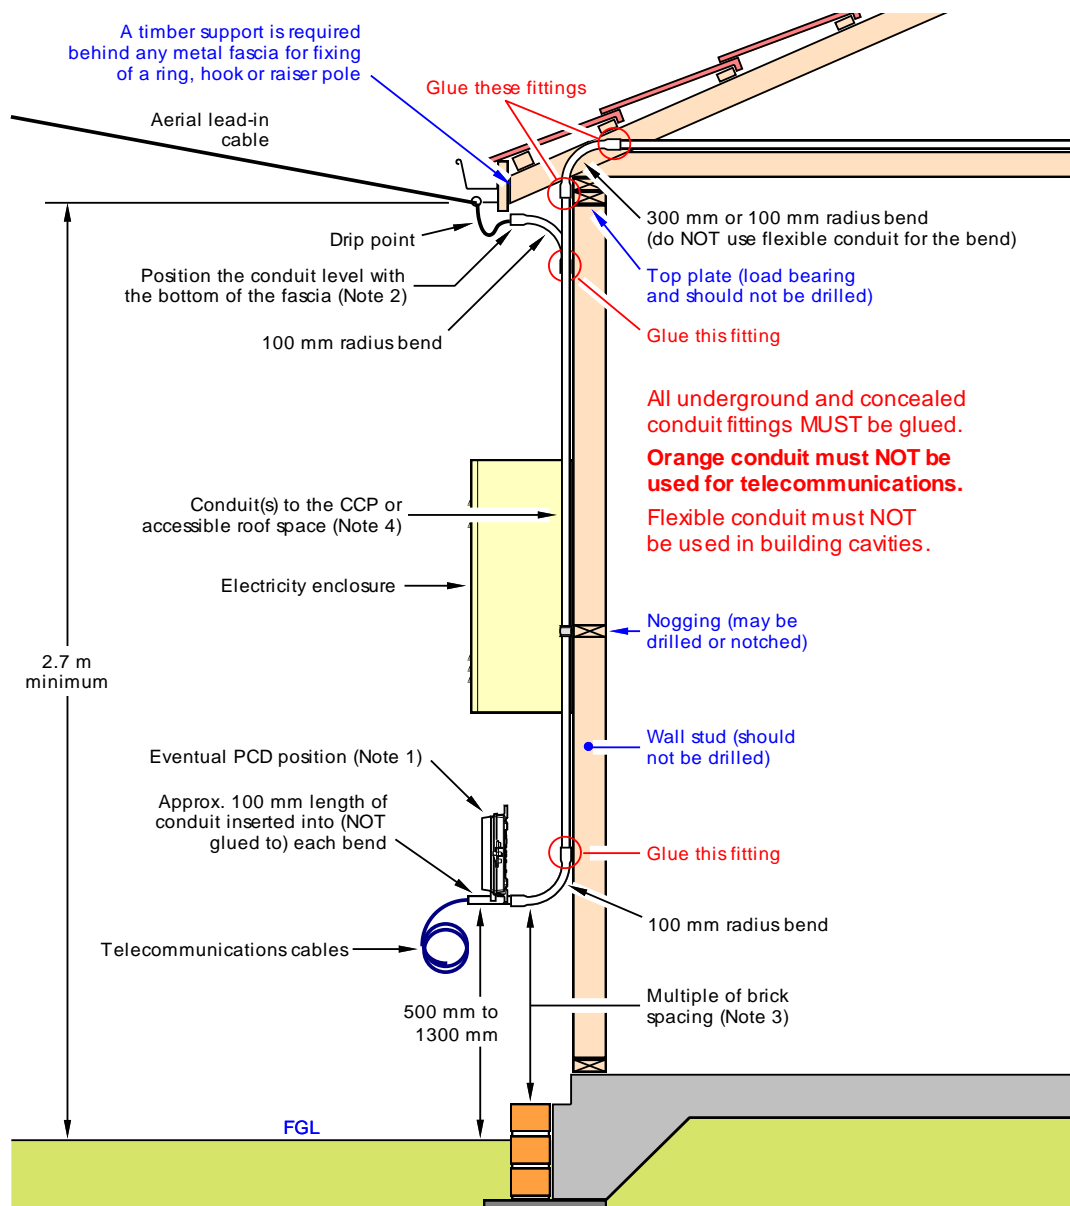 A timber support is required
behind any metal fascia for fixing
of a ring, hook or raiser pole
Glue these fittings
Aerial lead-in
cable
300 mm or 100 mm radius bend
(do NOT use flexible conduit for the bend)
Drip point
Position the conduit level with
the bottom of the fascia (Note 2)
Top plate (load bearing
and should not be drilled)
100 mm radius bend
Glue this fitting
All underground and concealed
conduit fittings MUST be glued.
Orange conduit must NOT be
used for telecommunications.
Flexible conduit must NOT
be used in building cavities.
Conduit(s) to the CCP or
accessible roof space (Note 4)
Electricity enclosure
Nogging (may be
drilled or notched)
2.7 m
minimum
Wall stud (should
not be drilled)
Eventual PCD position (Note 1)
Approx. 100 mm length of
conduit inserted into (NOT
glued to) each bend
Glue this fitting
100 mm radius bend
Telecommunications cables
500 mm to
1300 mm
Multiple of brick
spacing (Note 3)
FGL